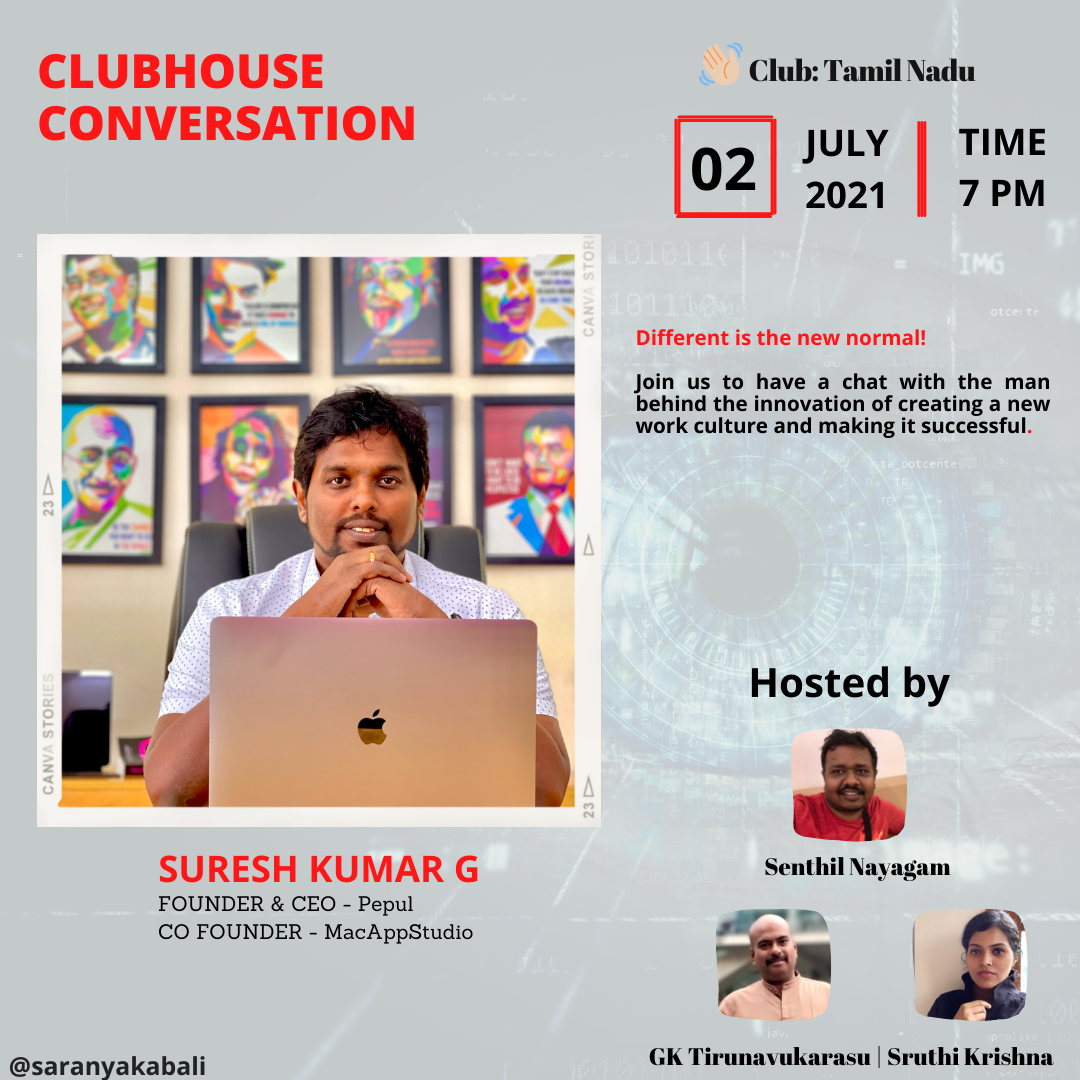 CLUBHOUSE
CONVERSATION
Club: Tamil Nadu
02
JULY
2021
TIME
7 PM
CANVA STORI
23
CANVA STORIES
23
Different is the new normal!
Join us to have a chat with the man
behind the innovation of creating a new
work culture and making it successful.
1010116
= IMG
Hosted by
Senthil Nayagam
GK Tirunavukarasu | Sruthi Krishna
SURESH KUMAR G
FOUNDER & CEO - Pepul
CO FOUNDER - MacAppStudio
@saranyakabali